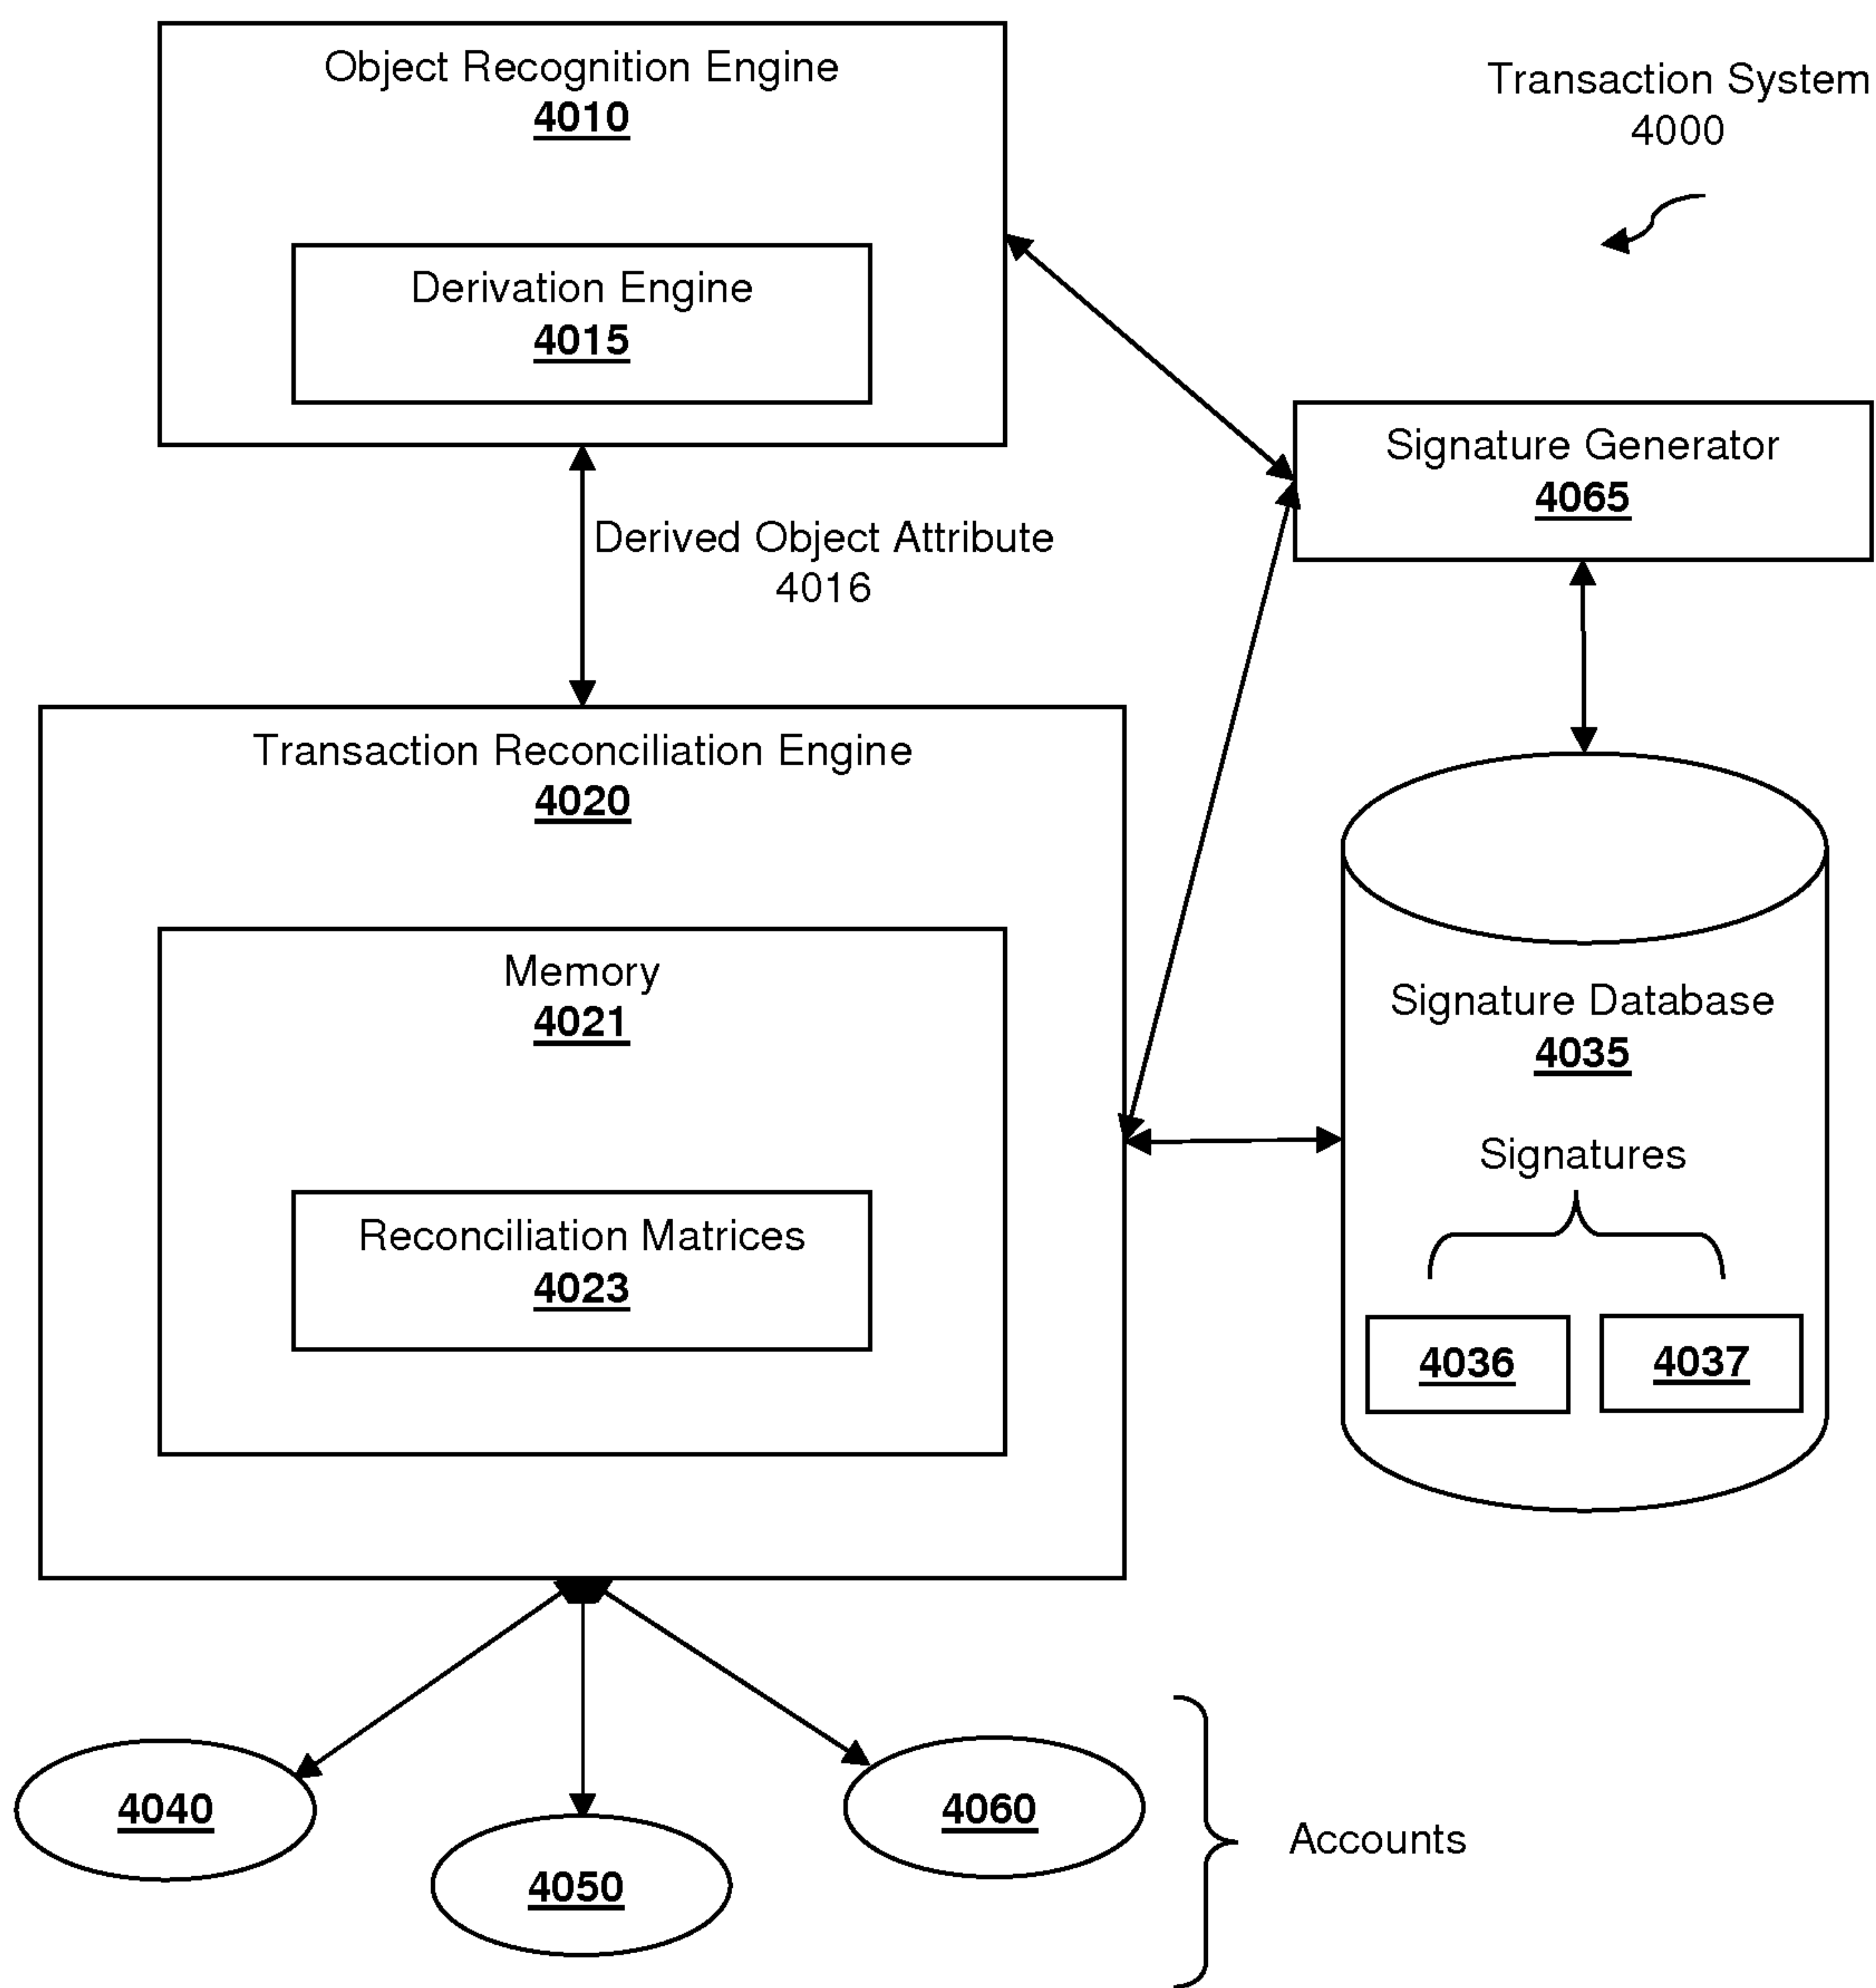 Object Recognition Engine
4010
Transaction System
4000
Derivation Engine
4015
Signature Generator
4065
Derived Object Attribute
4016
Transaction Reconciliation Engine
4020
Memory
4021
Signature Database
4035
Signatures
Reconciliation Matrices
4023
4036
4037
4040
4050
4060
Accounts